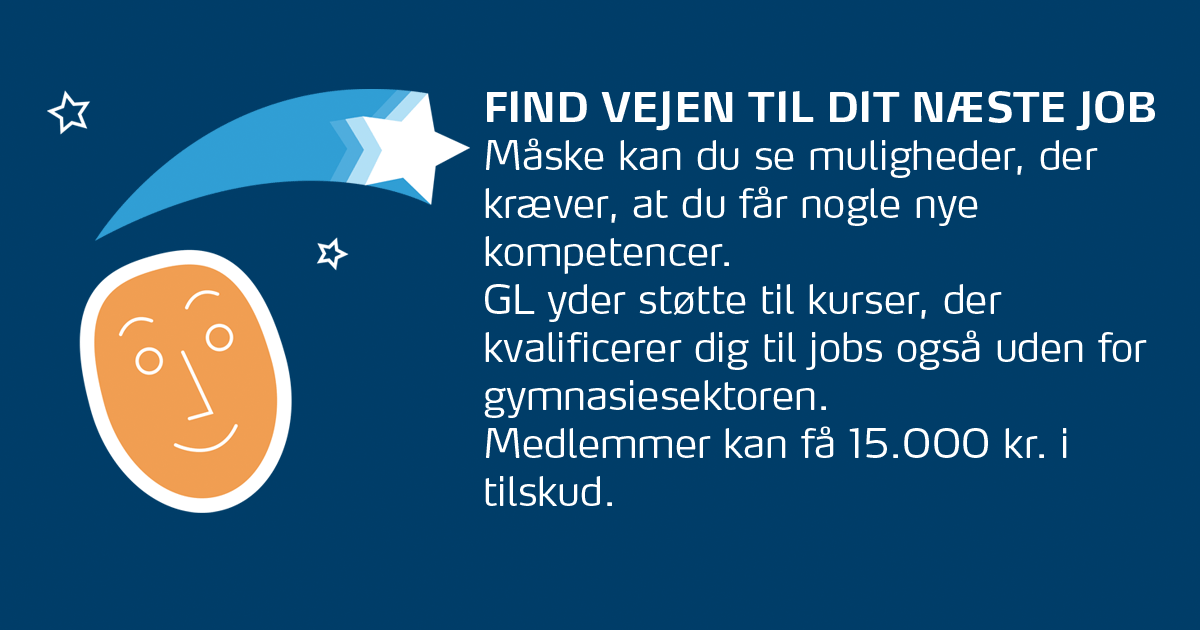 FIND VEJEN TIL DIT NÆSTE JOB
Måske kan du se muligheder, der
kræver, at du får nogle nye
kompetencer.
GL yder støtte til kurser, der
kvalificerer dig til jobs også uden for
gymnasiesektoren.
Medlemmer kan få 15.000 kr. i
tilskud.